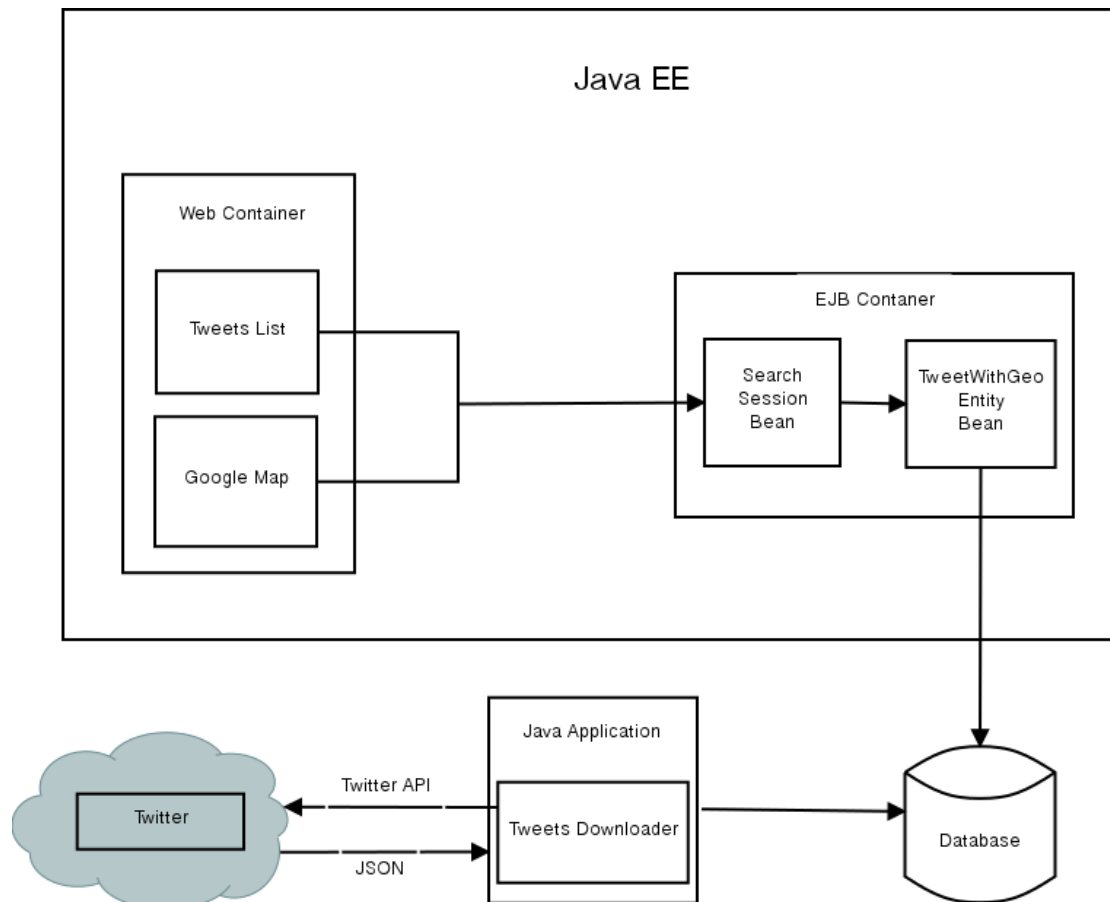 Java EE
Web Container
Tweets List
Google Map
EJB Contaner
Search
Session
Bean
TweetWithGeo
Entity
Bean
Java Application
Twitter API
Twitter
Tweets Downloader
JSON
Database